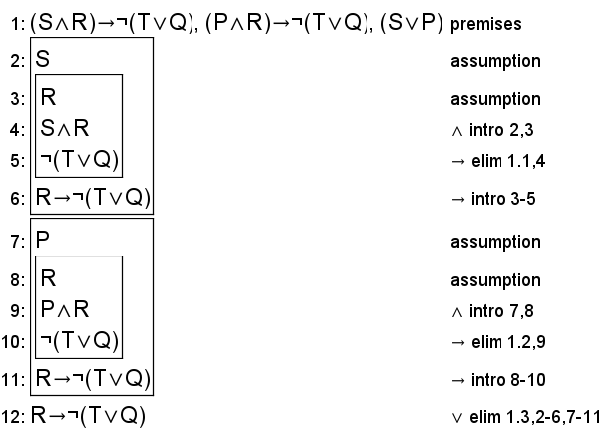 1: (S∧R)→¬(T∨Q), (P∧R)→¬(T∨Q), (S∨P) premises
2: S assumption
3: R assumption
4: S∧R ∧ intro 2,3
5: ¬(T∨Q) → elim 1.1,4
6: R→¬(T∨Q) → intro 3-5
7: P assumption
8: R assumption
9: P∧R ∧ intro 7,8
10: ¬(T∨Q) → elim 1.2,9
11: R→¬(T∨Q) → intro 8-10
12: R→¬(T∨Q) ∨ elim 1.3,2-6,7-11